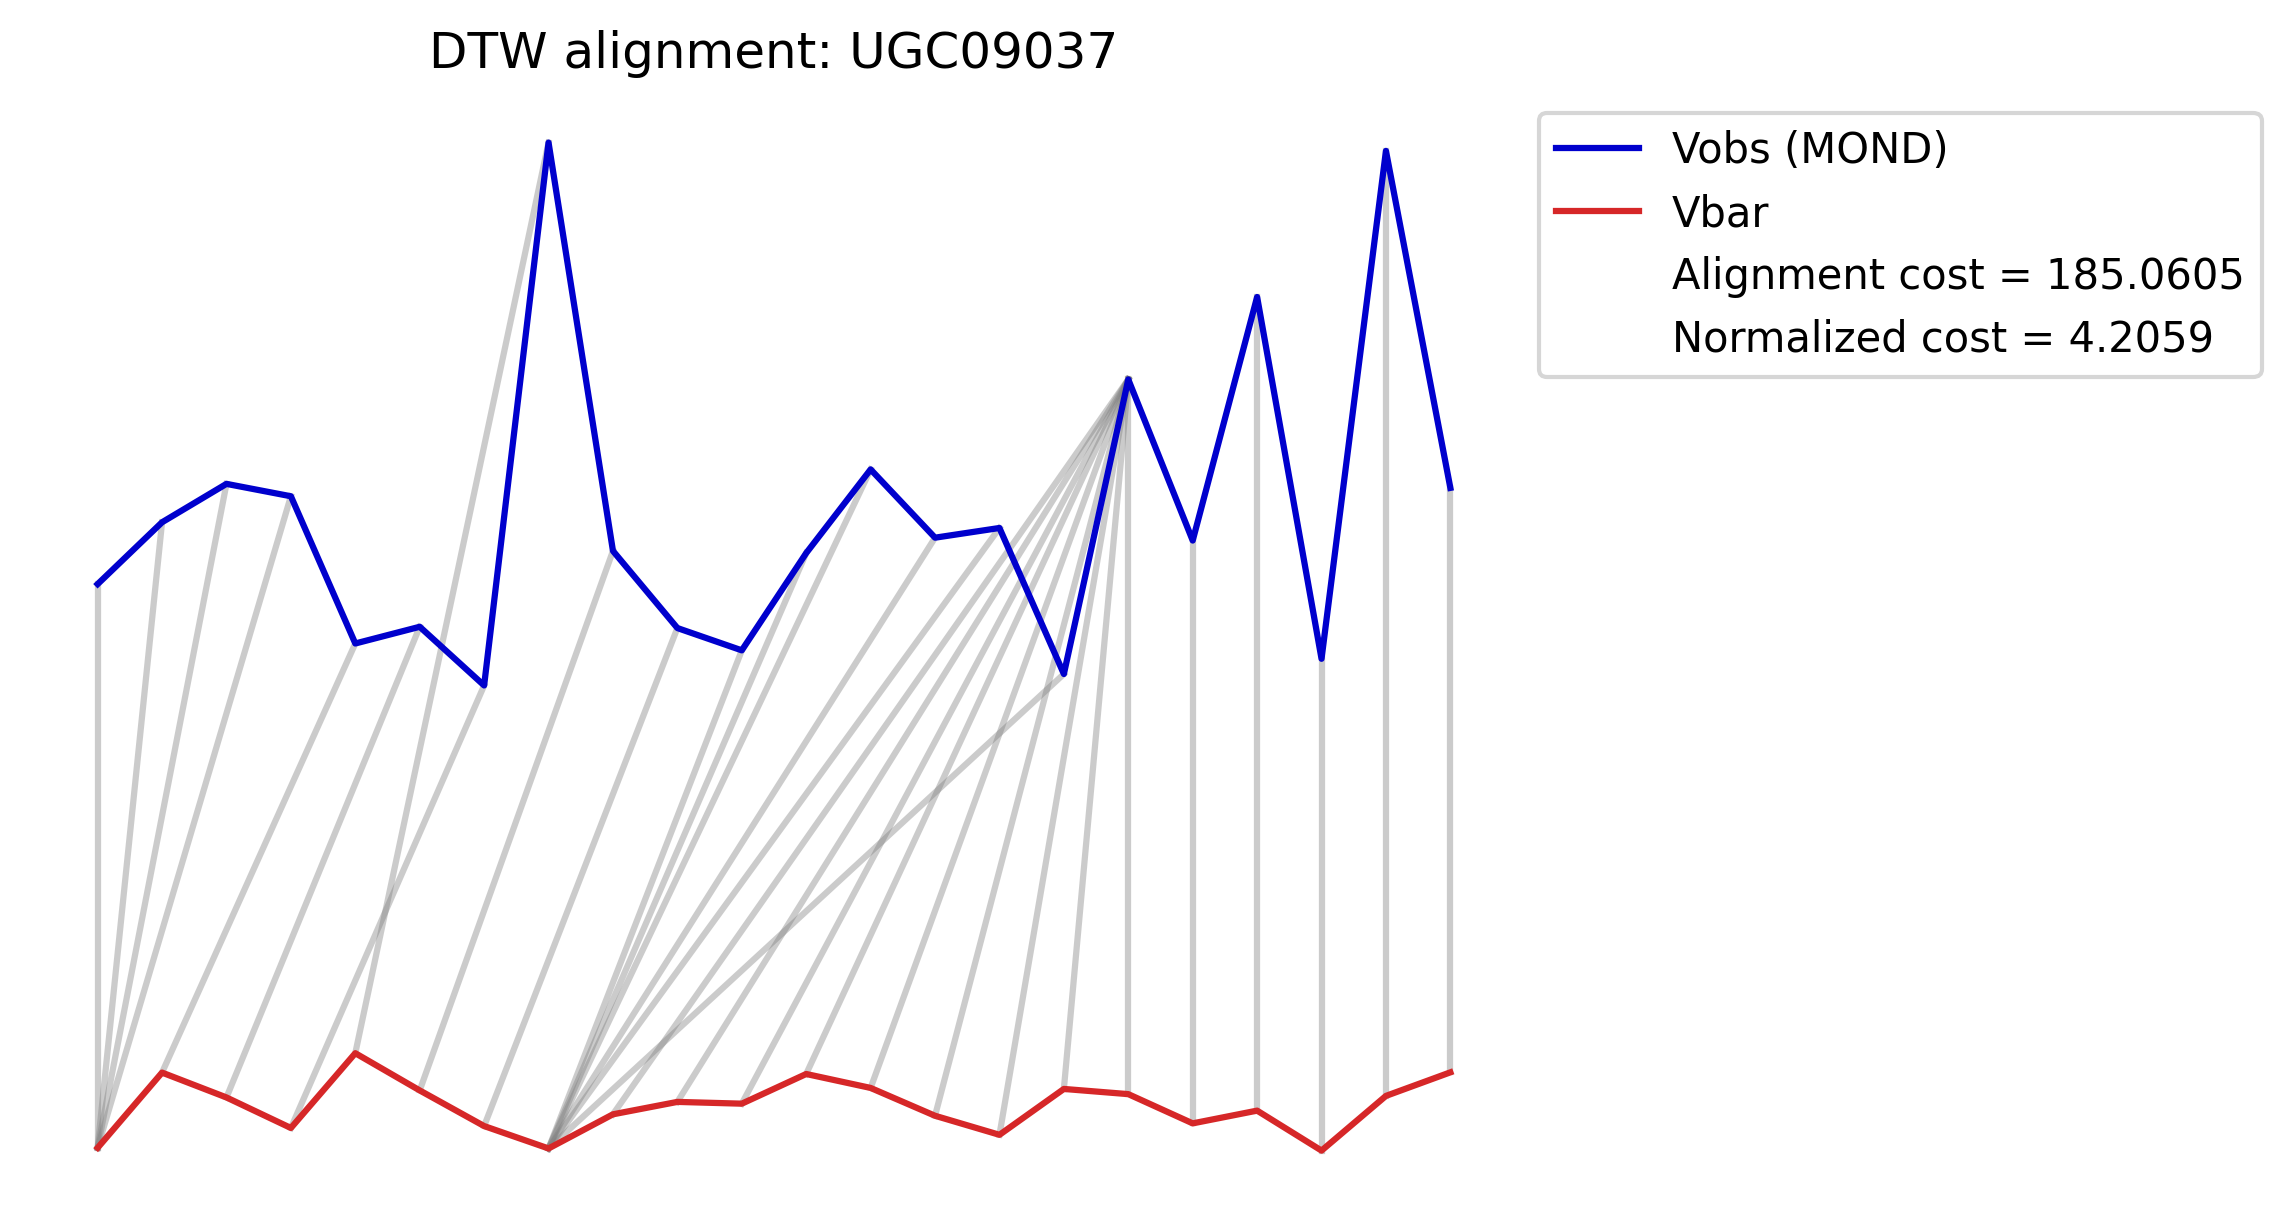 DTW alignment: UGC09037
Vobs (MOND)
Vbar
Alignment cost = 185.0605
Normalized cost = 4.2059